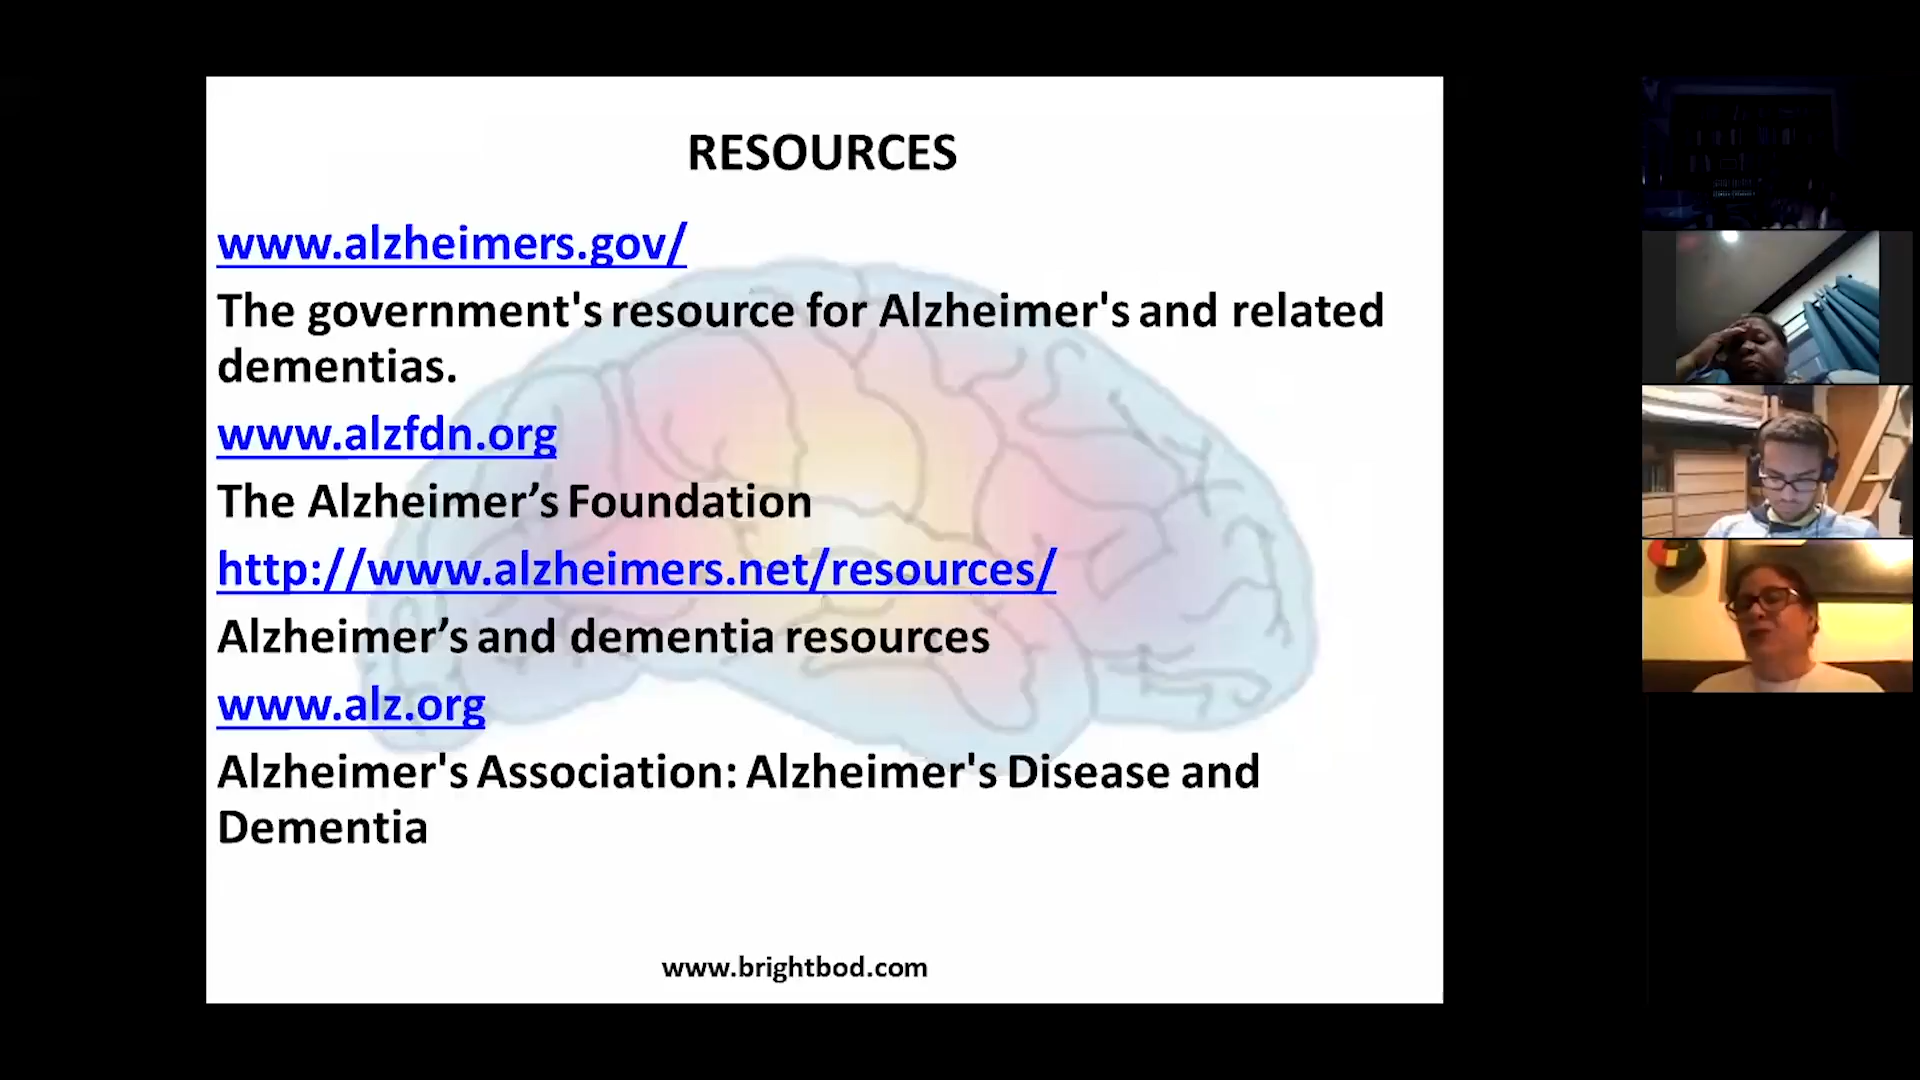 RESOURCES
www.alzheimers.gov/
The government's resource for Alzheimer's and related
dementias.
www.alzfdn.org
The Alzheimer’s Foundation
http://www.alzheimers.net/resources/
Alzheimer’s and dementia resources
www.alz.org
Alzheimer's Association: Alzheimer's Disease and
Dementia
www.brightbod.com